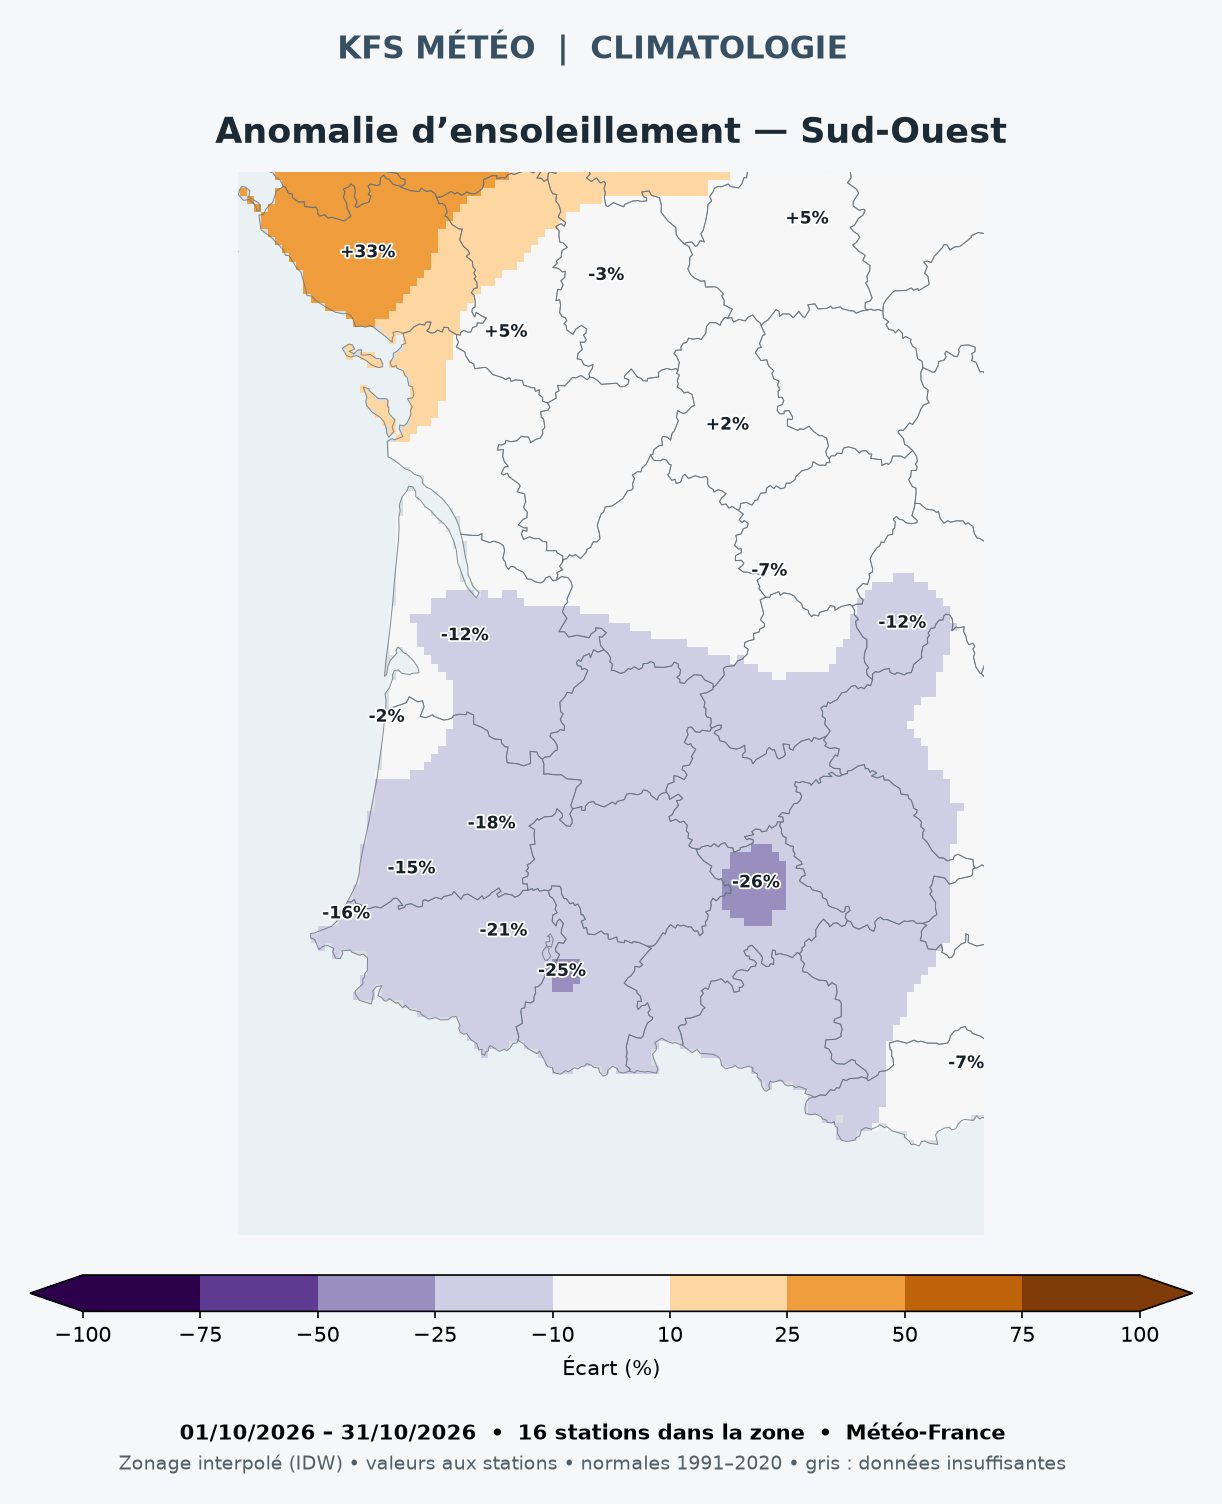 KFS MÉTÉO | CLIMATOLOGIE
Anomalie d’ensoleillement — Sud-Ouest
+5%
+33%
-3%
+5%
+2%
-7%
-12%
-12%
-2%
-18%
-15%
-26%
-16%
-21%
-25%
-7%
−100 −75 −50 −25 −10 10 25 50 75 100
Écart (%)
01/10/2026 – 31/10/2026 • 16 stations dans la zone • Météo-France
Zonage interpolé (IDW) • valeurs aux stations • normales 1991–2020 • gris : données insuffisantes